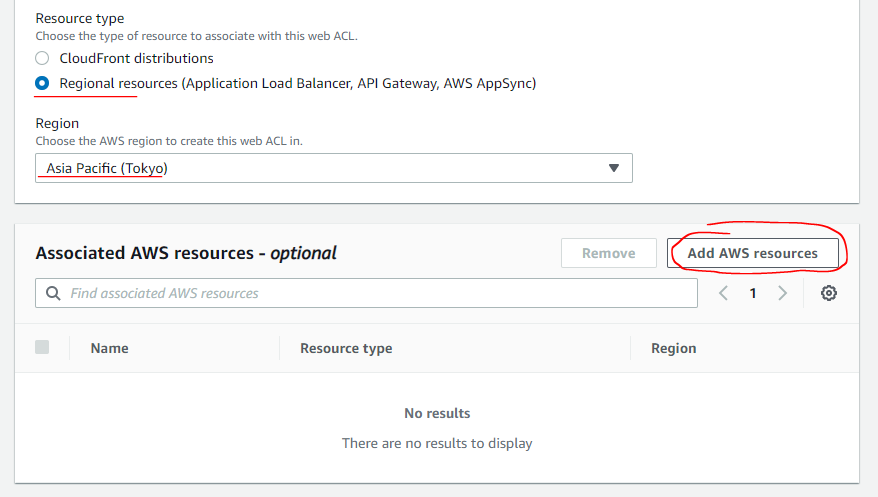 Resource type
Choose the type of resource to associate with this web ACL.
CloudFront distributions
Regional resources (Application Load Balancer, API Gateway, AWS AppSync)
Region
Choose the AWS region to create this web ACL in.
Asia Pacific (Tokyo)
Associated AWS resources - optional
Remove
Add AWS resources
Find associated AWS resources
1
Name
Resource type
Region
No results
There are no results to display